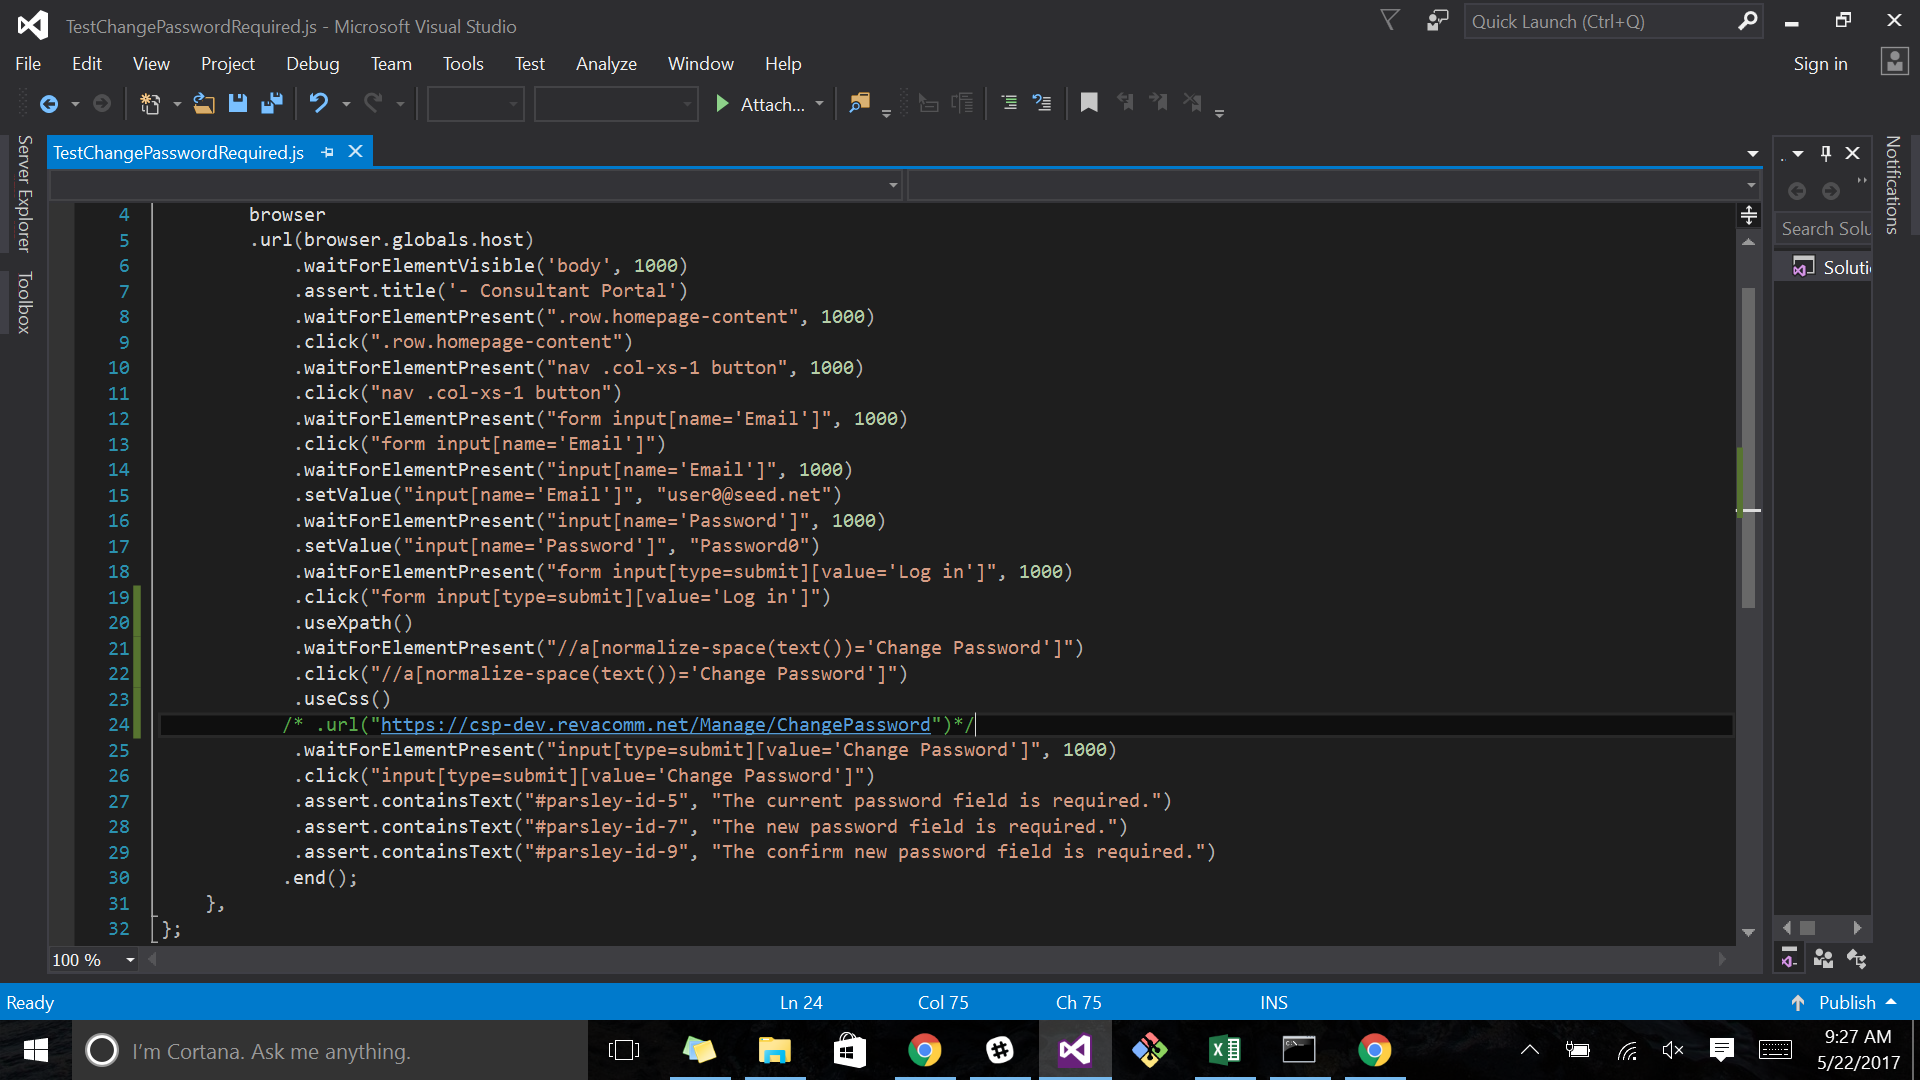 TestChangePasswordRequired.js - Microsoft Visual Studio
Quick Launch (Ctrl+Q)
File Edit View Project Debug Team Tools Test Analyze Window Help
Sign in
Attach...
Server Explorer
Toolbox
TestChangePasswordRequired.js
Notifications
Search Solu
Soluti
4 browser
5 .url(browser.globals.host)
6 .waitForElementVisible('body', 1000)
7 .assert.title('- Consultant Portal')
8 .waitForElementPresent(".row.homepage-content", 1000)
9 .click(".row.homepage-content")
10 .waitForElementPresent("nav .col-xs-1 button", 1000)
11 .click("nav .col-xs-1 button")
12 .waitForElementPresent("form input[name='Email']", 1000)
13 .click("form input[name='Email']")
14 .waitForElementPresent("input[name='Email']", 1000)
15 .setValue("input[name='Email']", "user0@seed.net")
16 .waitForElementPresent("input[name='Password']", 1000)
17 .setValue("input[name='Password']", "Password0")
18 .waitForElementPresent("form input[type=submit][value='Log in']", 1000)
19 .click("form input[type=submit][value='Log in']")
20 .useXpath()
21 .waitForElementPresent("//a[normalize-space(text())='Change Password']")
22 .click("//a[normalize-space(text())='Change Password']")
23 .useCss()
24 /* .url("https://csp-dev.revacomm.net/Manage/ChangePassword")*/
25 .waitForElementPresent("input[type=submit][value='Change Password']", 1000)
26 .click("input[type=submit][value='Change Password']")
27 .assert.containsText("#parsley-id-5", "The current password field is required.")
28 .assert.containsText("#parsley-id-7", "The new password field is required.")
29 .assert.containsText("#parsley-id-9", "The confirm new password field is required.")
30 .end();
31 },
32 };
100 %
Ready
Ln 24 Col 75 Ch 75 INS
Publish
I'm Cortana. Ask me anything.
9:27 AM
5/22/2017